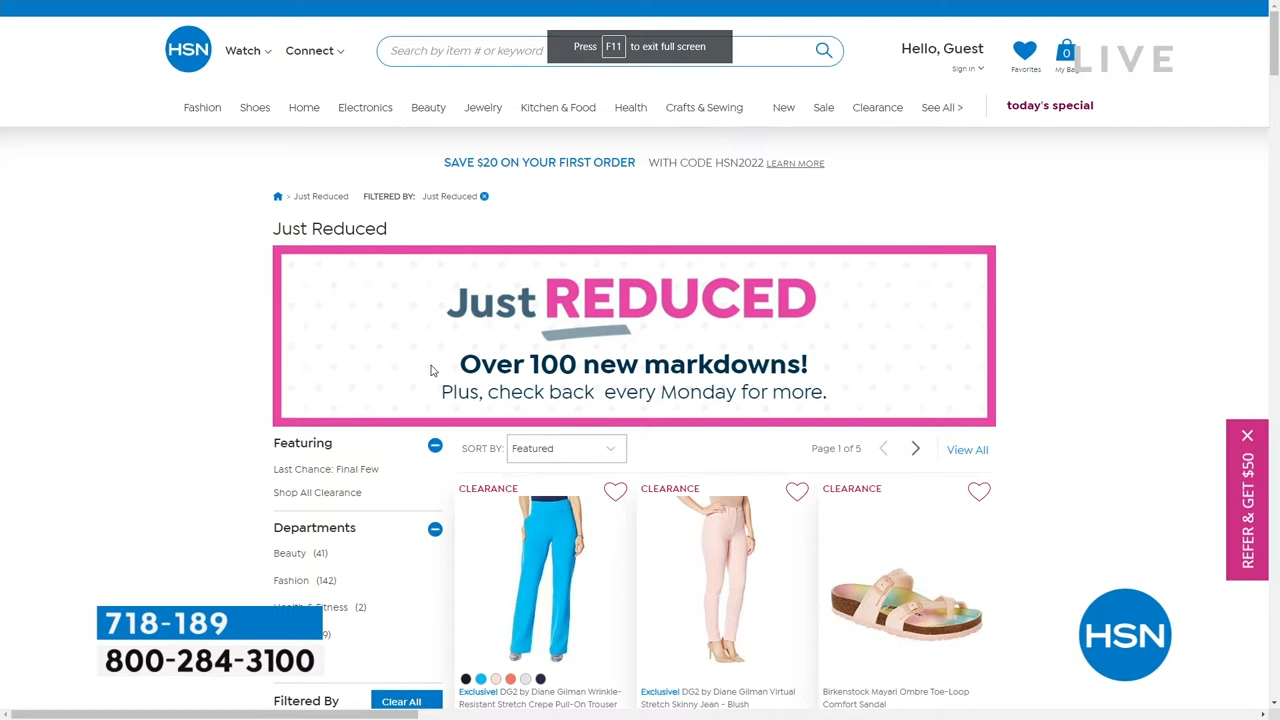 HSN
Watch
Connect
Search by item # or keyword
Press F11 to exit full screen
Hello, Guest
Sign In
Favorites
0
My Ba
LIVE
Fashion Shoes Home Electronics Beauty Jewelry Kitchen & Food Health Crafts & Sewing New Sale Clearance See All > today's special
SAVE $20 ON YOUR FIRST ORDER WITH CODE HSN2022 LEARN MORE
> Just Reduced FILTERED BY: Just Reduced
Just Reduced
Just REDUCED
Over 100 new markdowns!
Plus, check back every Monday for more.
Featuring
Last Chance: Final Few
Shop All Clearance
Departments
Beauty (41)
Fashion (142)
Health & Fitness (2)
9)
Filtered By
Clear All
SORT BY: Featured
Page 1 of 5
View All
CLEARANCE
Exclusive! DG2 by Diane Gilman Wrinkle-
Resistant Stretch Crepe Pull-On Trouser
CLEARANCE
Exclusive! DG2 by Diane Gilman Virtual
Stretch Skinny Jean - Blush
CLEARANCE
Birkenstock Mayari Ombre Toe-Loop
Comfort Sandal
REFER & GET $50
718-189
800-284-3100
HSN